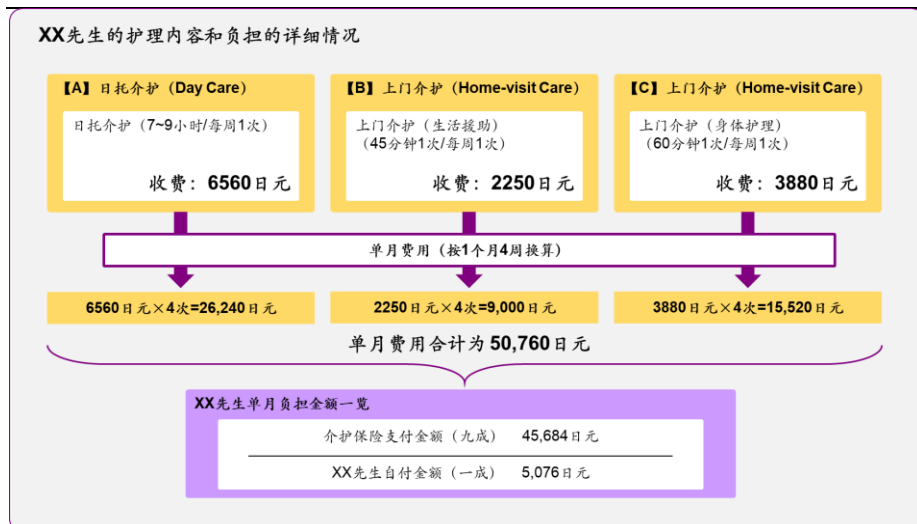 XX先生的护理内容和负担的详细情况
【A】日托介护（Day Care）
日托介护（7~9小时/每周1次）
收费：6560日元
【B】上门介护（Home-visit Care）
上门介护（生活援助）
（45分钟1次/每周1次）
收费：2250日元
【C】上门介护（Home-visit Care）
上门介护（身体护理）
（60分钟1次/每周1次）
收费：3880日元
单月费用（按1个月4周换算）
6560日元×4次=26,240日元
2250日元×4次=9,000日元
3880日元×4次=15,520日元
单月费用合计为50,760日元
XX先生单月负担金额一览
介护保险支付金额（九成） 45,684日元
XX先生自付金额（一成） 5,076日元